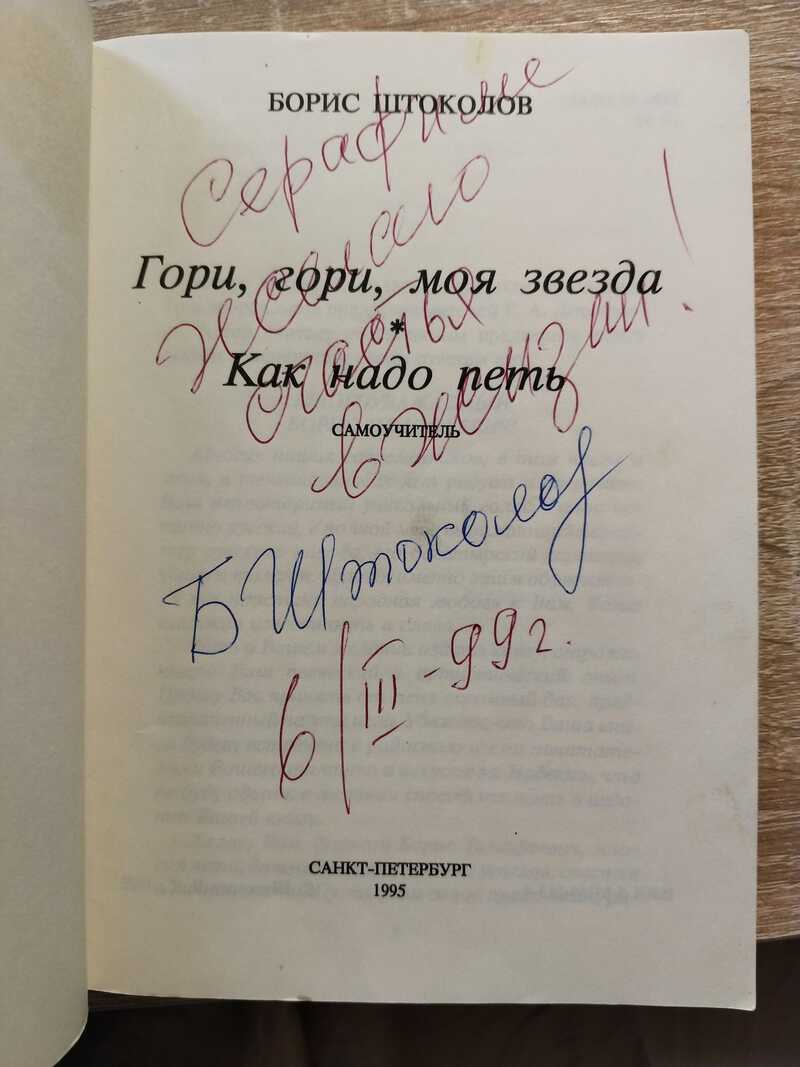 БОРИС ШТОКОЛОВ
Серафиме
желаю
Гори, гори, моя звезда
счастья
*
Как надо петь
в жизни!
САМОУЧИТЕЛЬ
Б Штоколов
6/III-99г.
САНКТ-ПЕТЕРБУРГ
1995